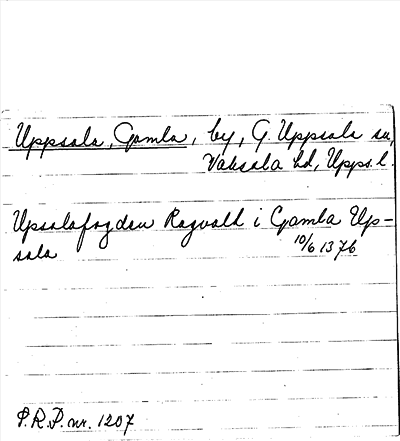 Uppsala, Gamla, by, G. Uppsala sn,
Vaksala hd, Upps. l.
Upsalafogden Ragvald i Gamla Up-
sala 10/6 1376
P.R.P. nr. 1207